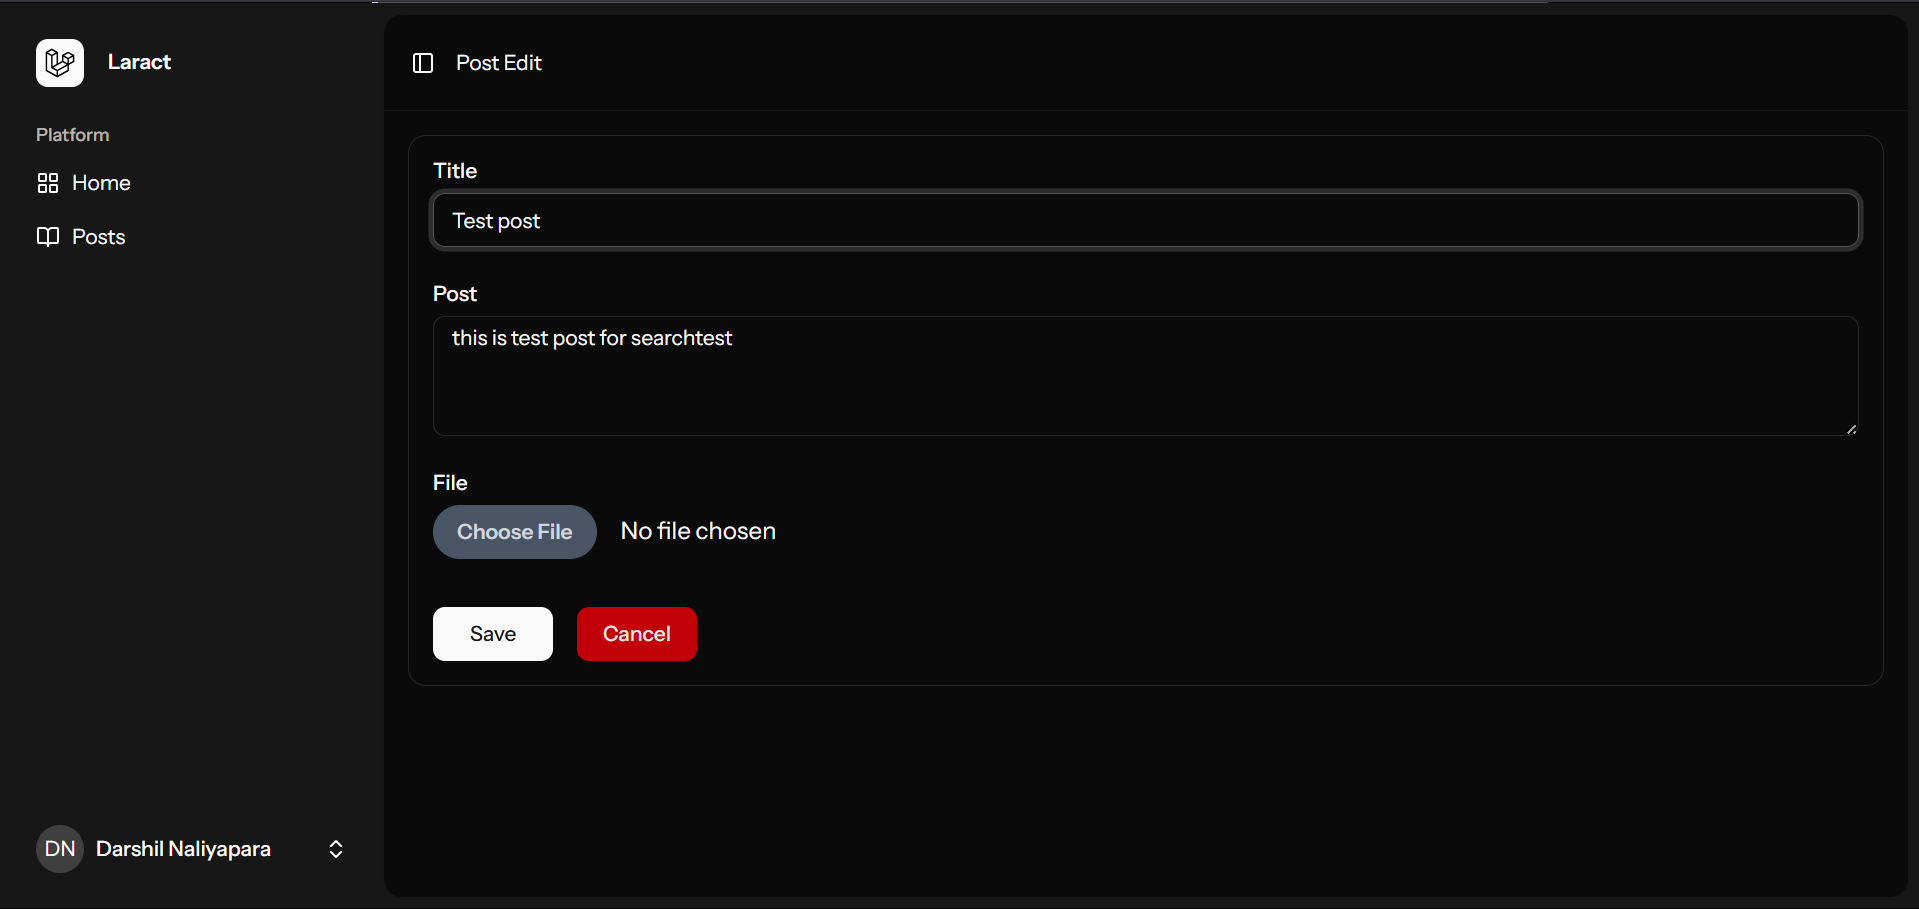 Laract
Platform
Home
Posts
DN Darshil Naliyapara
Post Edit
Title
Test post
Post
this is test post for searchtest
File
Choose File No file chosen
Save Cancel